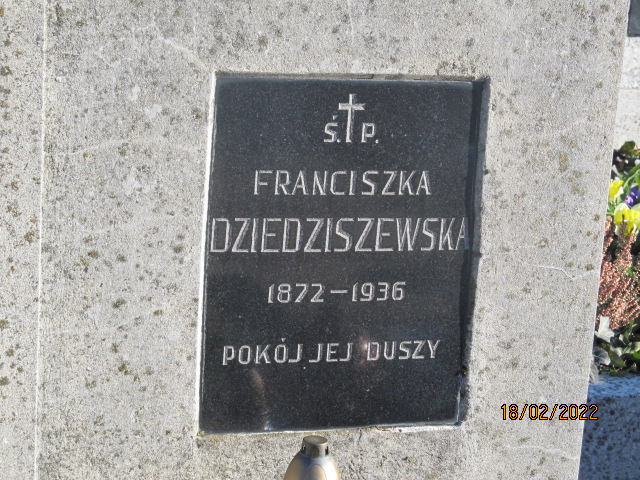 Ś. P.
FRANCISZKA
DZIEDZISZEWSKA
1872-1936
POKÓJ JEJ DUSZY
18/02/2022